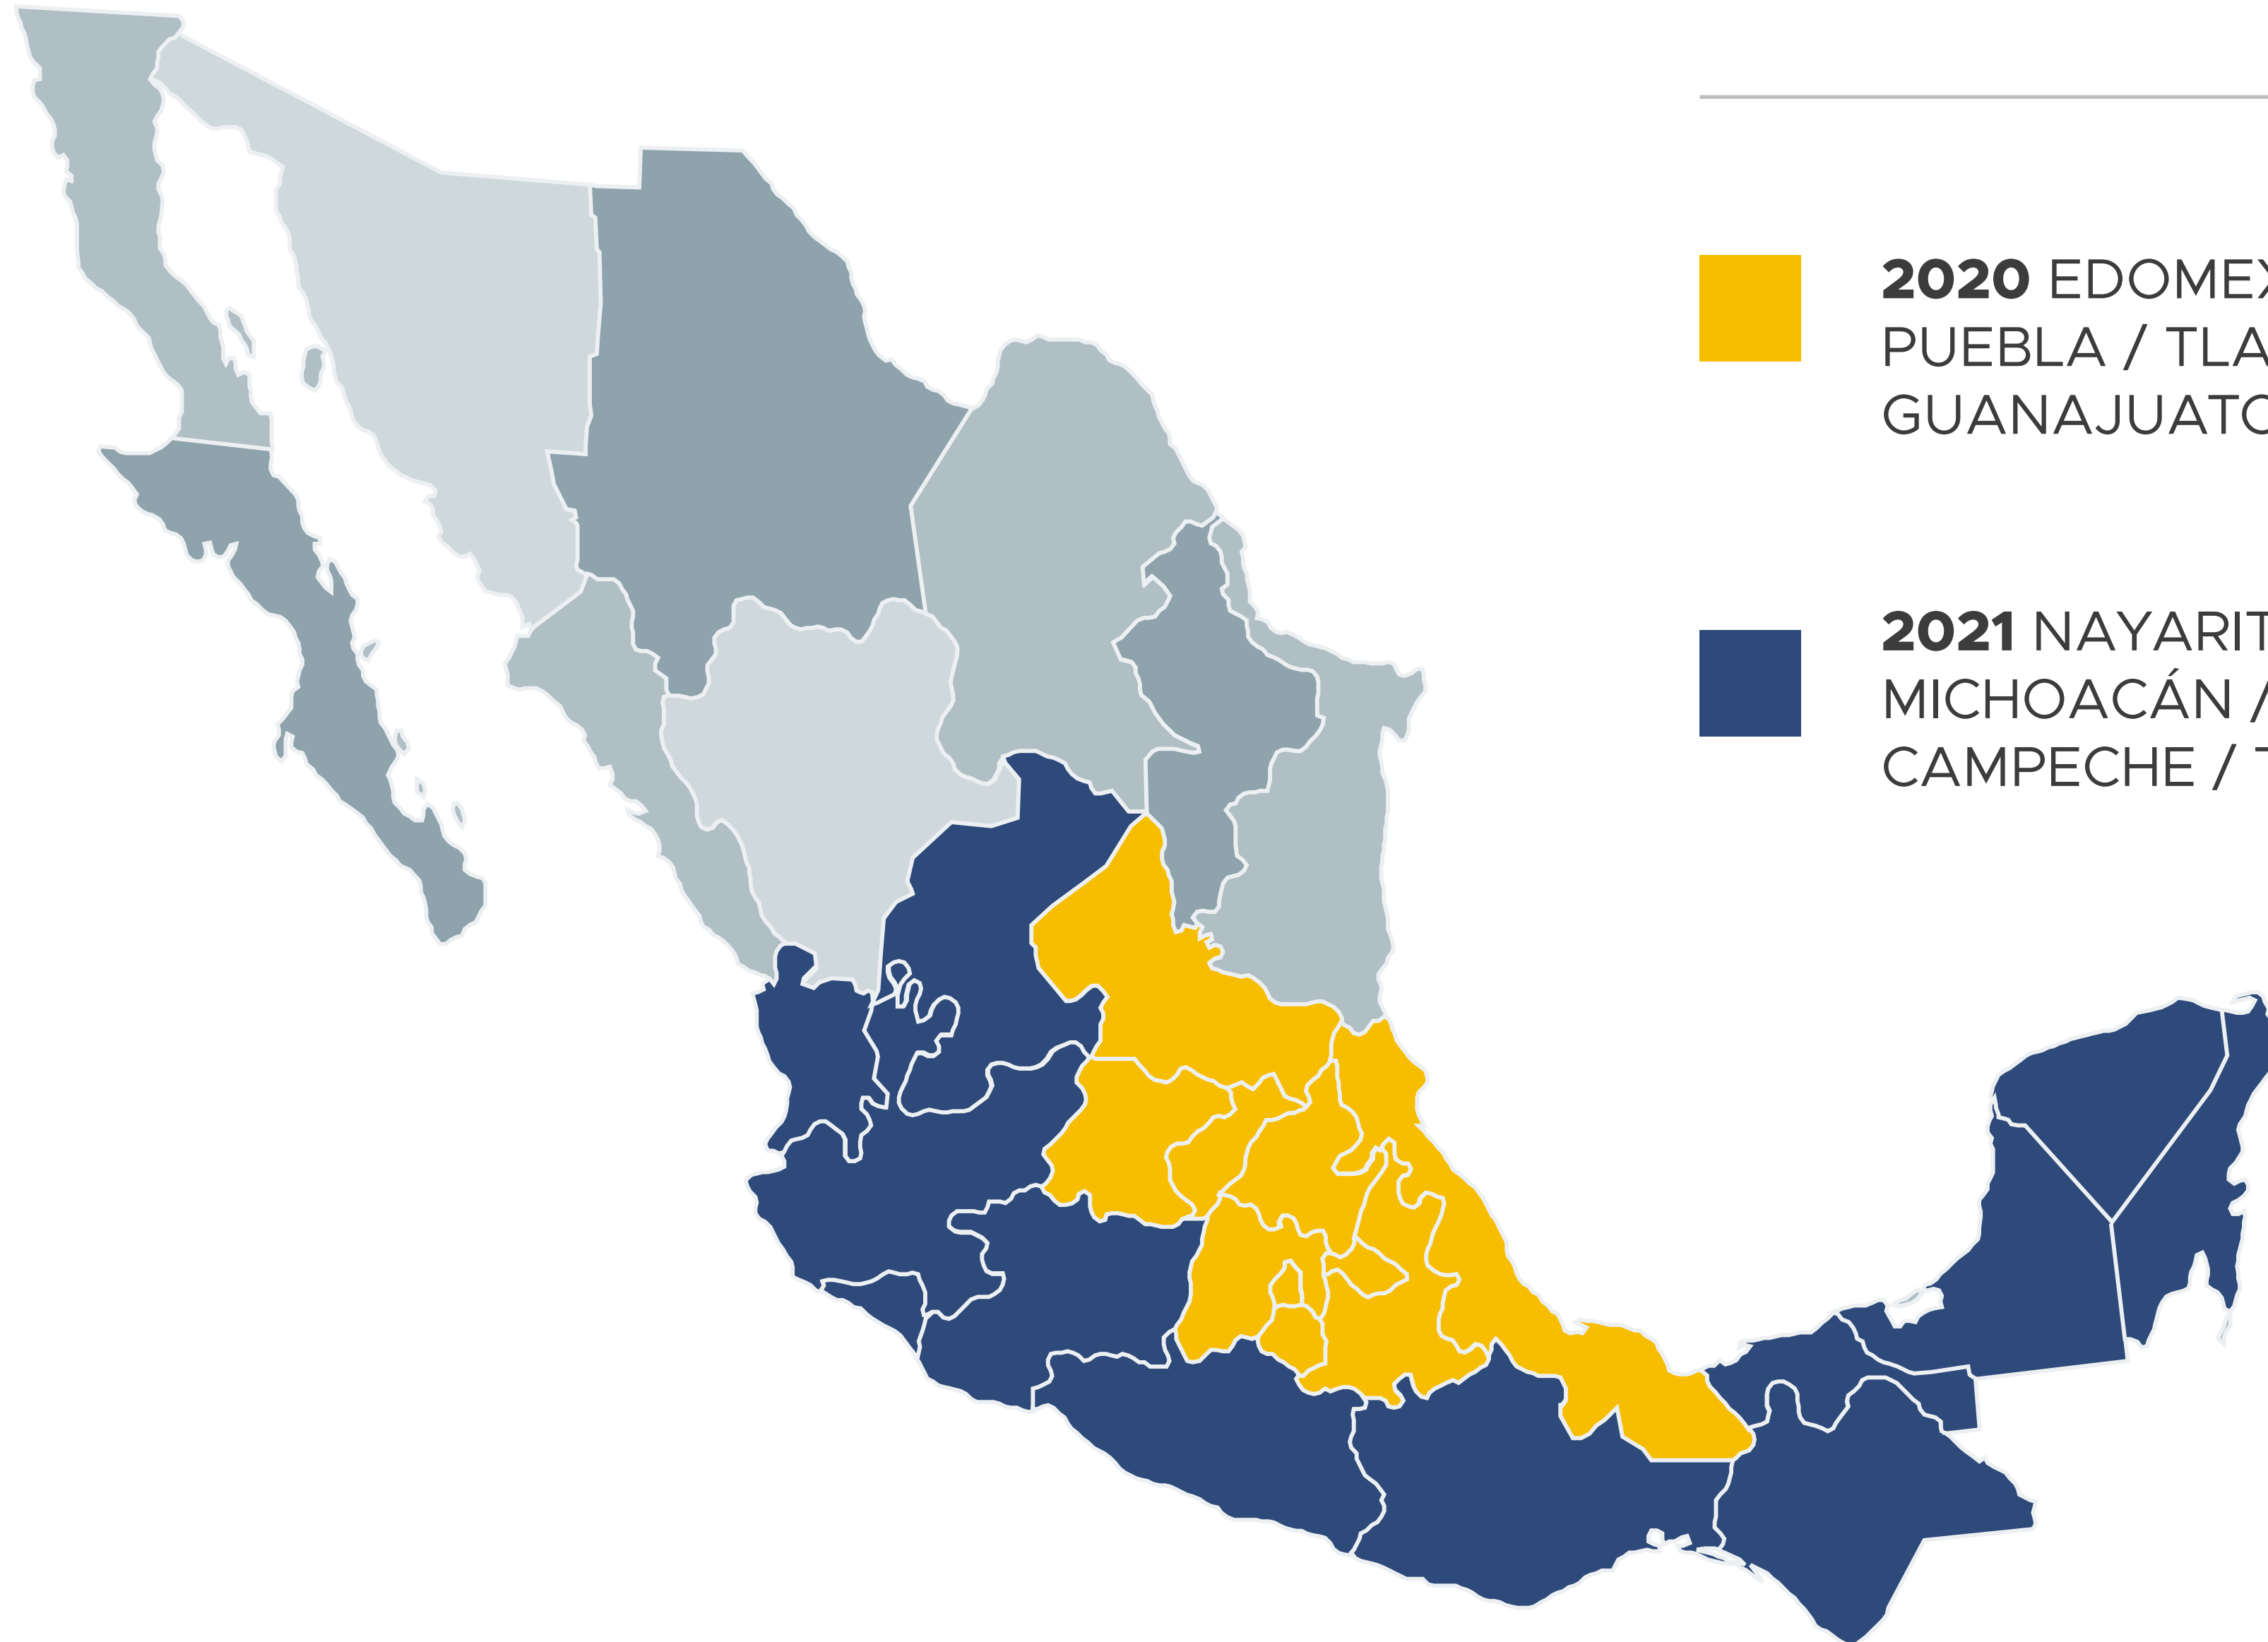 2020 EDOMEX
PUEBLA / TLA
GUANAJUATO
2021 NAYARIT
MICHOACÁN /
CAMPECHE / T